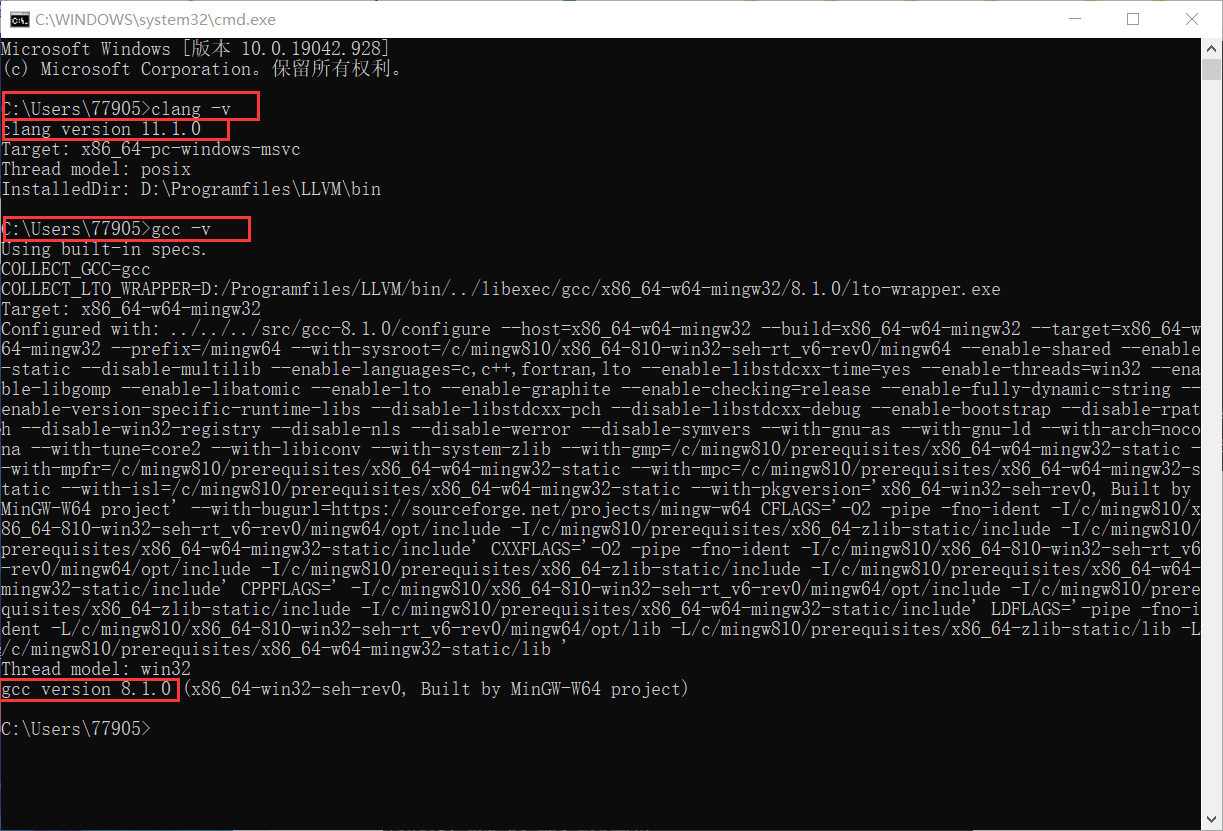 C:\WINDOWS\system32\cmd.exe
Microsoft Windows [版本 10.0.19042.928]
(c) Microsoft Corporation。保留所有权利。
C:\Users\77905>clang -v
clang version 11.1.0
Target: x86_64-pc-windows-msvc
Thread model: posix
InstalledDir: D:\Programfiles\LLVM\bin
C:\Users\77905>gcc -v
Using built-in specs.
COLLECT_GCC=gcc
COLLECT_LTO_WRAPPER=D:/Programfiles/LLVM/bin/../libexec/gcc/x86_64-w64-mingw32/8.1.0/lto-wrapper.exe
Target: x86_64-w64-mingw32
Configured with: ../../../src/gcc-8.1.0/configure --host=x86_64-w64-mingw32 --build=x86_64-w64-mingw32 --target=x86_64-w
64-mingw32 --prefix=/mingw64 --with-sysroot=/c/mingw810/x86_64-810-win32-seh-rt_v6-rev0/mingw64 --enable-shared --enable
-static --disable-multilib --enable-languages=c,c++,fortran,lto --enable-libstdcxx-time=yes --enable-threads=win32 --ena
ble-libgomp --enable-libatomic --enable-lto --enable-graphite --enable-checking=release --enable-fully-dynamic-string --
enable-version-specific-runtime-libs --disable-libstdcxx-pch --disable-libstdcxx-debug --enable-bootstrap --disable-rpat
h --disable-win32-registry --disable-nls --disable-werror --disable-symvers --with-gnu-as --with-gnu-ld --with-arch=noco
na --with-tune=core2 --with-libiconv --with-system-zlib --with-gmp=/c/mingw810/prerequisites/x86_64-w64-mingw32-static -
-with-mpfr=/c/mingw810/prerequisites/x86_64-w64-mingw32-static --with-mpc=/c/mingw810/prerequisites/x86_64-w64-mingw32-s
tatic --with-isl=/c/mingw810/prerequisites/x86_64-w64-mingw32-static --with-pkgversion='x86_64-win32-seh-rev0, Built by
MinGW-W64 project' --with-bugurl=https://sourceforge.net/projects/mingw-w64 CFLAGS='-O2 -pipe -fno-ident -I/c/mingw810/x
86_64-810-win32-seh-rt_v6-rev0/mingw64/opt/include -I/c/mingw810/prerequisites/x86_64-zlib-static/include -I/c/mingw810/
prerequisites/x86_64-w64-mingw32-static/include' CXXFLAGS='-O2 -pipe -fno-ident -I/c/mingw810/x86_64-810-win32-seh-rt_v6
-rev0/mingw64/opt/include -I/c/mingw810/prerequisites/x86_64-zlib-static/include -I/c/mingw810/prerequisites/x86_64-w64-
mingw32-static/include' CPPFLAGS=' -I/c/mingw810/x86_64-810-win32-seh-rt_v6-rev0/mingw64/opt/include -I/c/mingw810/prere
quisites/x86_64-zlib-static/include -I/c/mingw810/prerequisites/x86_64-w64-mingw32-static/include' LDFLAGS='-pipe -fno-i
dent -L/c/mingw810/x86_64-810-win32-seh-rt_v6-rev0/mingw64/opt/lib -L/c/mingw810/prerequisites/x86_64-zlib-static/lib -L
/c/mingw810/prerequisites/x86_64-w64-mingw32-static/lib '
Thread model: win32
gcc version 8.1.0 (x86_64-win32-seh-rev0, Built by MinGW-W64 project)
C:\Users\77905>